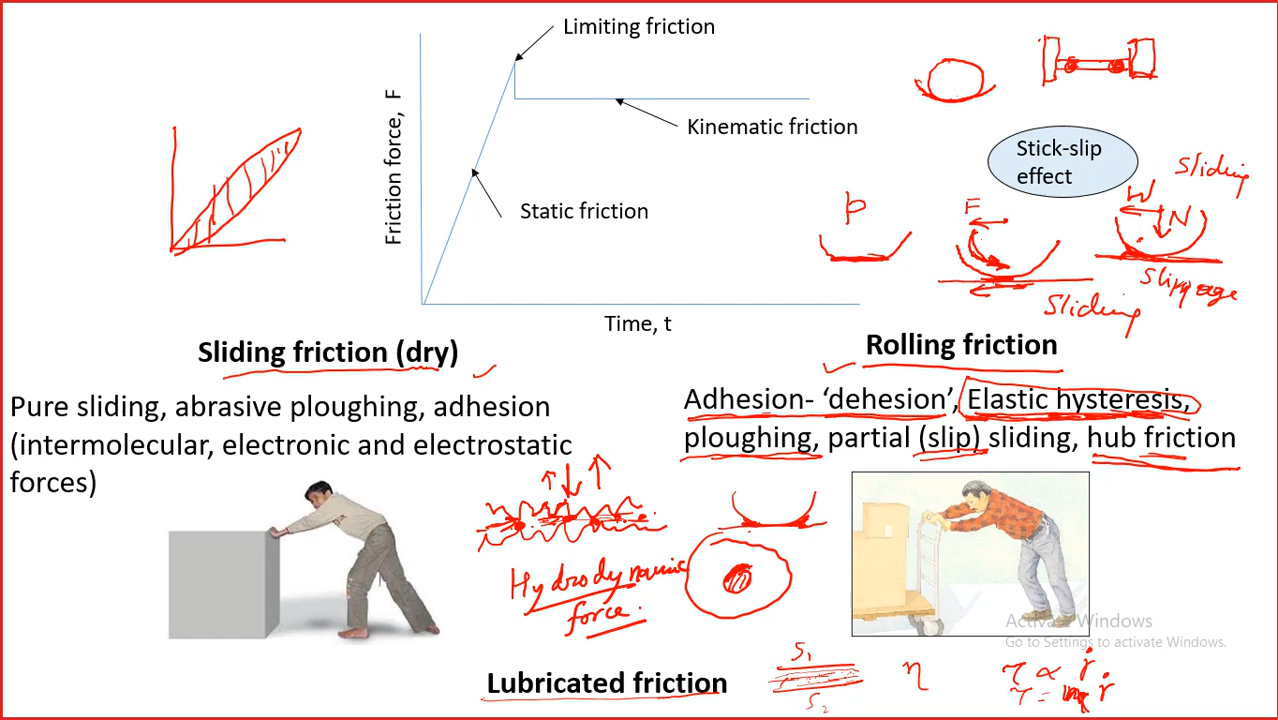 Limiting friction
Friction force, F
Kinematic friction
Static friction
Time, t
Stick-slip
effect
Sliding
p
F
N
Slippage
Sliding
Sliding friction (dry)
Rolling friction
Pure sliding, abrasive ploughing, adhesion
(intermolecular, electronic and electrostatic
forces)
Adhesion- ‘dehesion’, Elastic hysteresis,
ploughing, partial (slip) sliding, hub friction
Hydrodynamic
force.
Activate Windows
Go to Settings to activate Windows.
Lubricated friction
S1
S2
η
τ ∝ γ̇